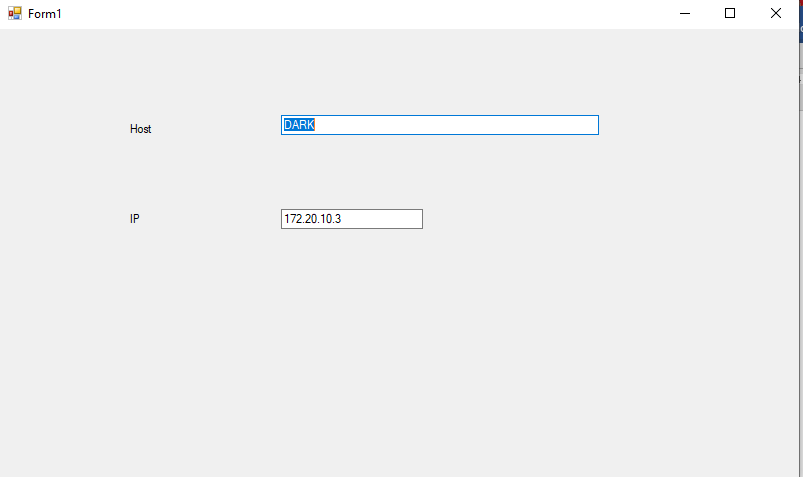 Form1
Host
DARK
IP
172.20.10.3